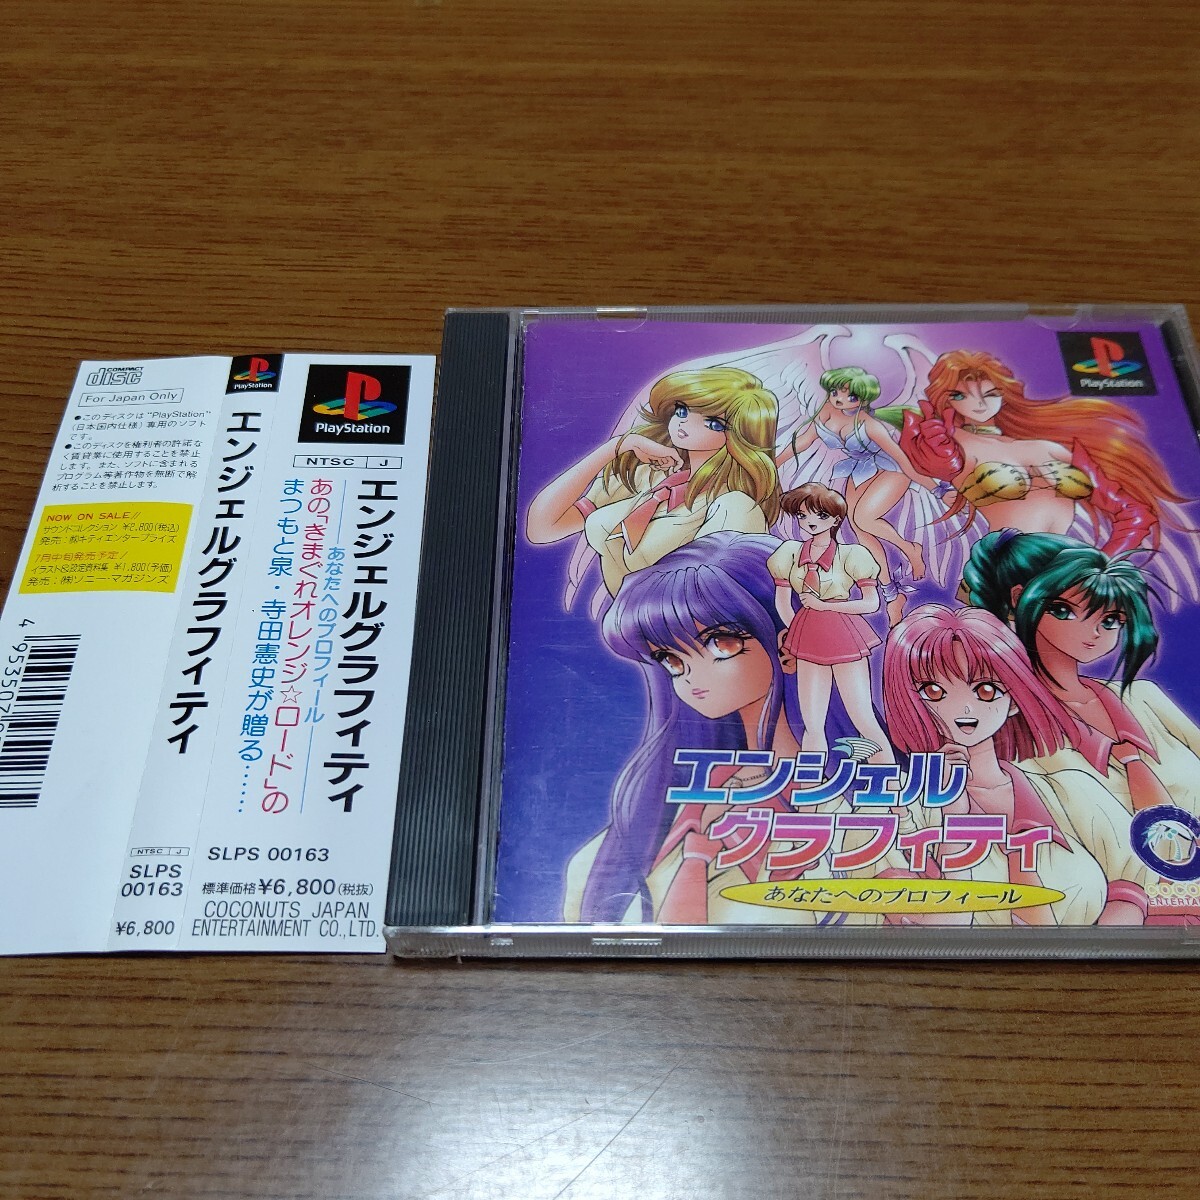 COMPACT
disc
For Japan Only
●このディスクは"PlayStation"
(日本国内仕様)専用のソフト
です。
●このディスクを権利者の許諾な
く賃貸業に使用することを禁止
します。また、ソフトに含まれる
プログラム等著作物を無断で解
析することを禁止します。
NOW ON SALE!!
サウンドコレクション ¥2,800(税込)
発売:㈱キティエンタープライズ
7月中旬発売予定!
イラスト&設定資料集 ¥1,800(予価)
発売:㈱ソニー・マガジンズ
4 953507
PlayStation
エンジェルグラフィティ
NTSC J
SLPS
00163
¥6,800
PlayStation
NTSC J
エンジェルグラフィティ
あなたへのプロフィール
あの「きまぐれオレンジ☆ロード」の
まつもと泉・寺田憲史が贈る……
SLPS 00163
標準価格¥6,800(税抜)
COCONUTS JAPAN
ENTERTAINMENT CO.,LTD.
PlayStation
エンジェル
グラフィティ
あなたへのプロフィール